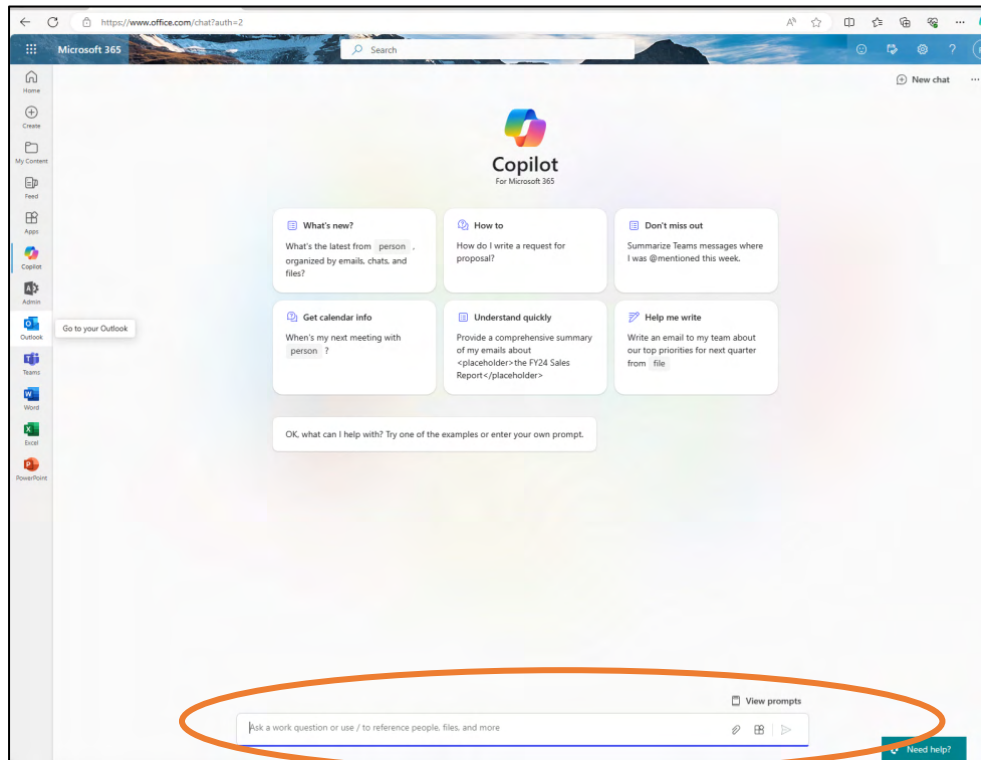 https://www.office.com/chat?auth=2
Microsoft 365
Search
New chat
Home
Create
My Content
Feed
Apps
Copilot
Admin
Outlook
Go to your Outlook
Teams
Word
Excel
PowerPoint
Copilot
For Microsoft 365
What's new?
What's the latest from person ,
organized by emails, chats, and
files?
How to
How do I write a request for
proposal?
Don't miss out
Summarize Teams messages where
I was @mentioned this week.
Get calendar info
When's my next meeting with
person ?
Understand quickly
Provide a comprehensive summary
of my emails about
<placeholder>the FY24 Sales
Report</placeholder>
Help me write
Write an email to my team about
our top priorities for next quarter
from file
OK, what can I help with? Try one of the examples or enter your own prompt.
View prompts
Ask a work question or use / to reference people, files, and more
Need help?